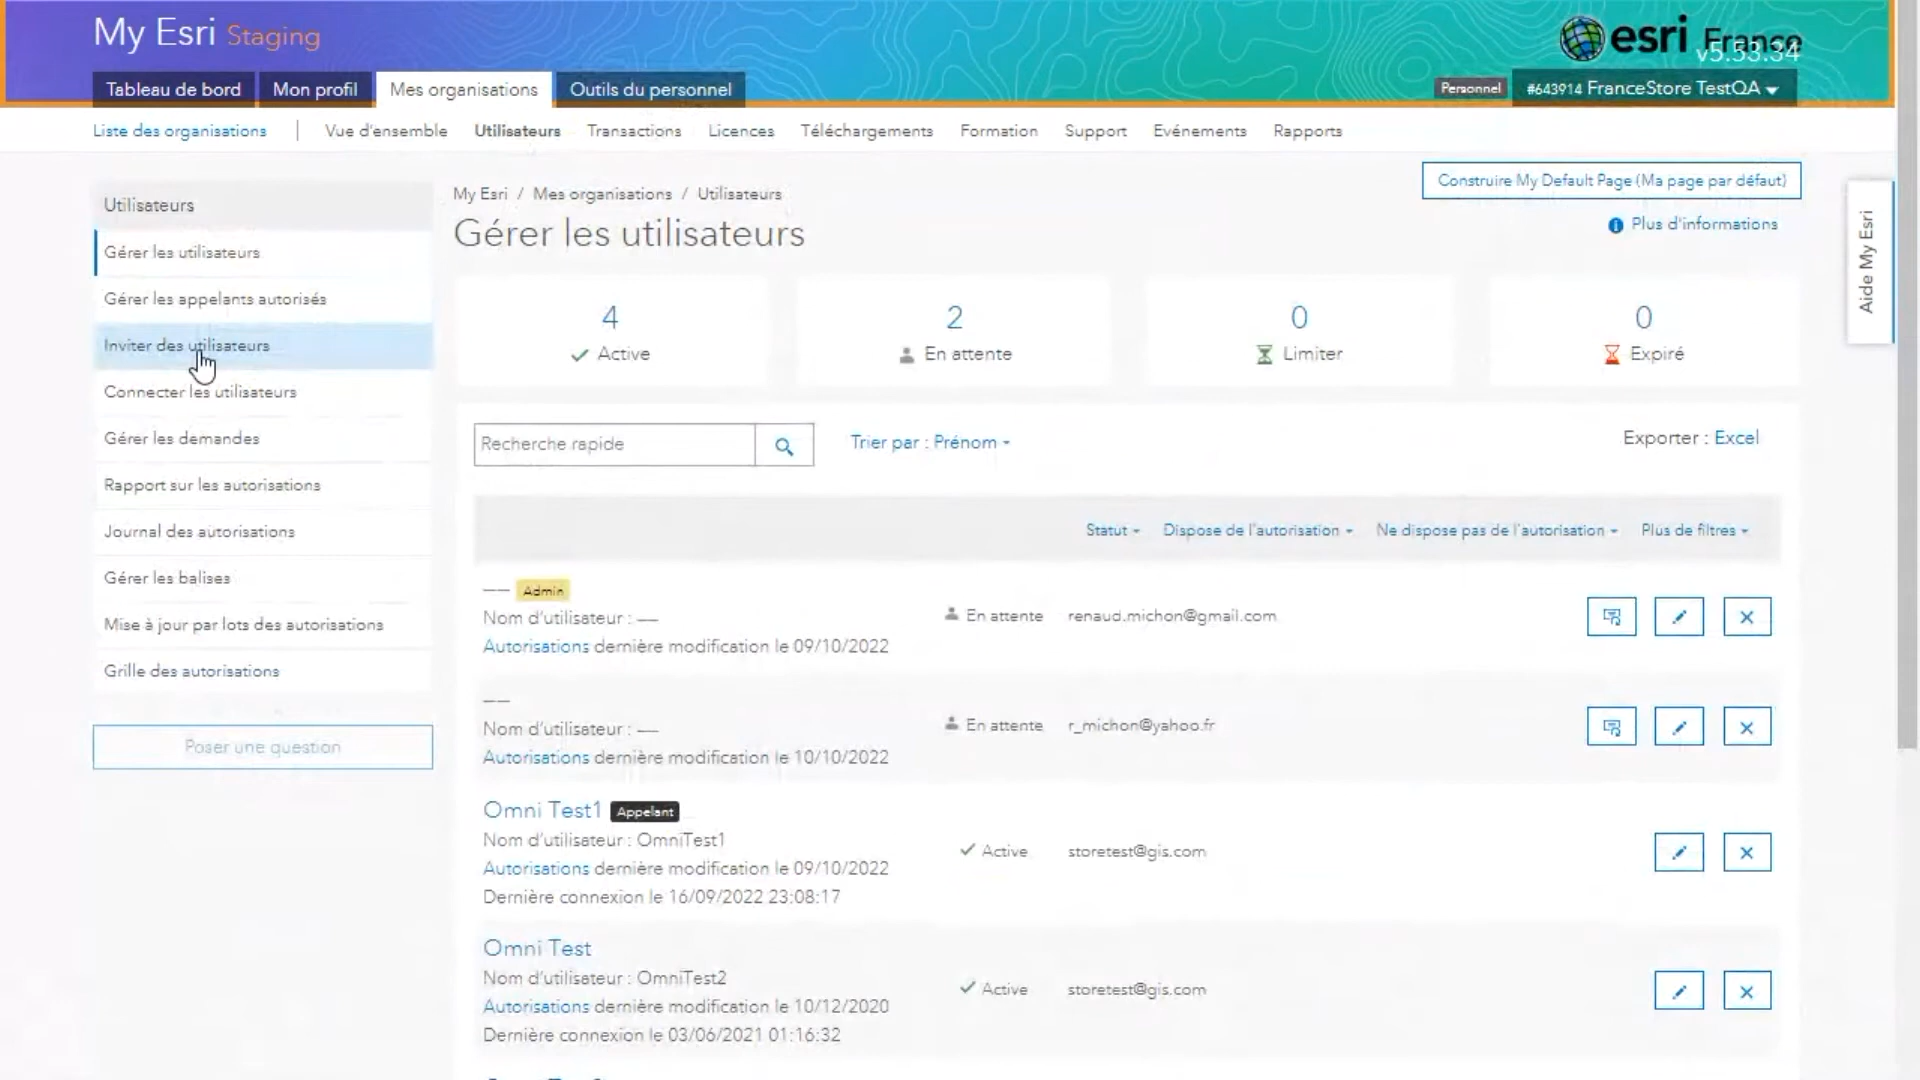 My Esri Staging
esri France
v5.53.34
Tableau de bord
Mon profil
Mes organisations
Outils du personnel
Personnel
#643914 FranceStore TestQA
Liste des organisations
Vue d'ensemble
Utilisateurs
Transactions
Licences
Téléchargements
Formation
Support
Evénements
Rapports
Utilisateurs
Gérer les utilisateurs
Gérer les appelants autorisés
Inviter des utilisateurs
Connecter les utilisateurs
Gérer les demandes
Rapport sur les autorisations
Journal des autorisations
Gérer les balises
Mise à jour par lots des autorisations
Grille des autorisations
Poser une question
My Esri / Mes organisations / Utilisateurs
Construire My Default Page (Ma page par défaut)
Gérer les utilisateurs
Plus d'informations
Aide My Esri
4
Active
2
En attente
0
Limiter
0
Expiré
Recherche rapide
Trier par : Prénom
Exporter : Excel
Statut
Dispose de l'autorisation
Ne dispose pas de l'autorisation
Plus de filtres
—— Admin
Nom d'utilisateur : ——
Autorisations dernière modification le 09/10/2022
En attente
renaud.michon@gmail.com
——
Nom d'utilisateur : ——
Autorisations dernière modification le 10/10/2022
En attente
r_michon@yahoo.fr
Omni Test1 Appelant
Nom d'utilisateur : OmniTest1
Autorisations dernière modification le 09/10/2022
Dernière connexion le 16/09/2022 23:08:17
Active
storetest@gis.com
Omni Test
Nom d'utilisateur : OmniTest2
Autorisations dernière modification le 10/12/2020
Dernière connexion le 03/06/2021 01:16:32
Active
storetest@gis.com